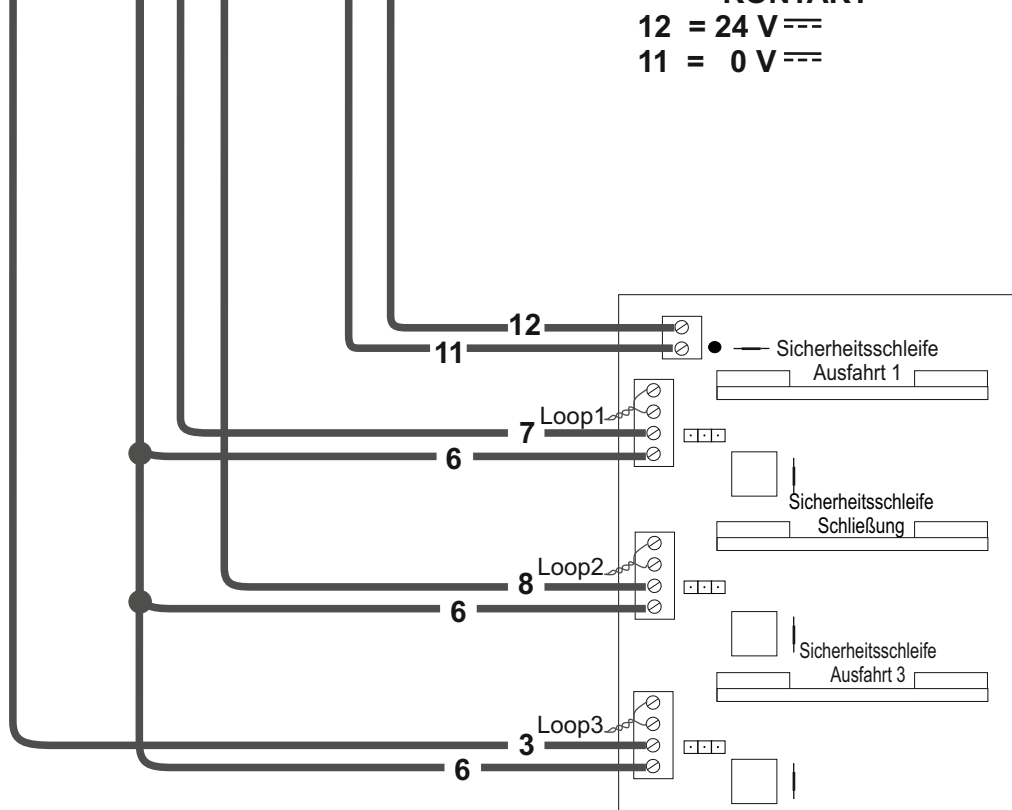 KONTAKT
12 = 24 V
11 = 0 V
12
11
Sicherheitsschleife
Ausfahrt 1
Loop1
7
6
Sicherheitsschleife
Schließung
Loop2
8
6
Sicherheitsschleife
Ausfahrt 3
Loop3
3
6